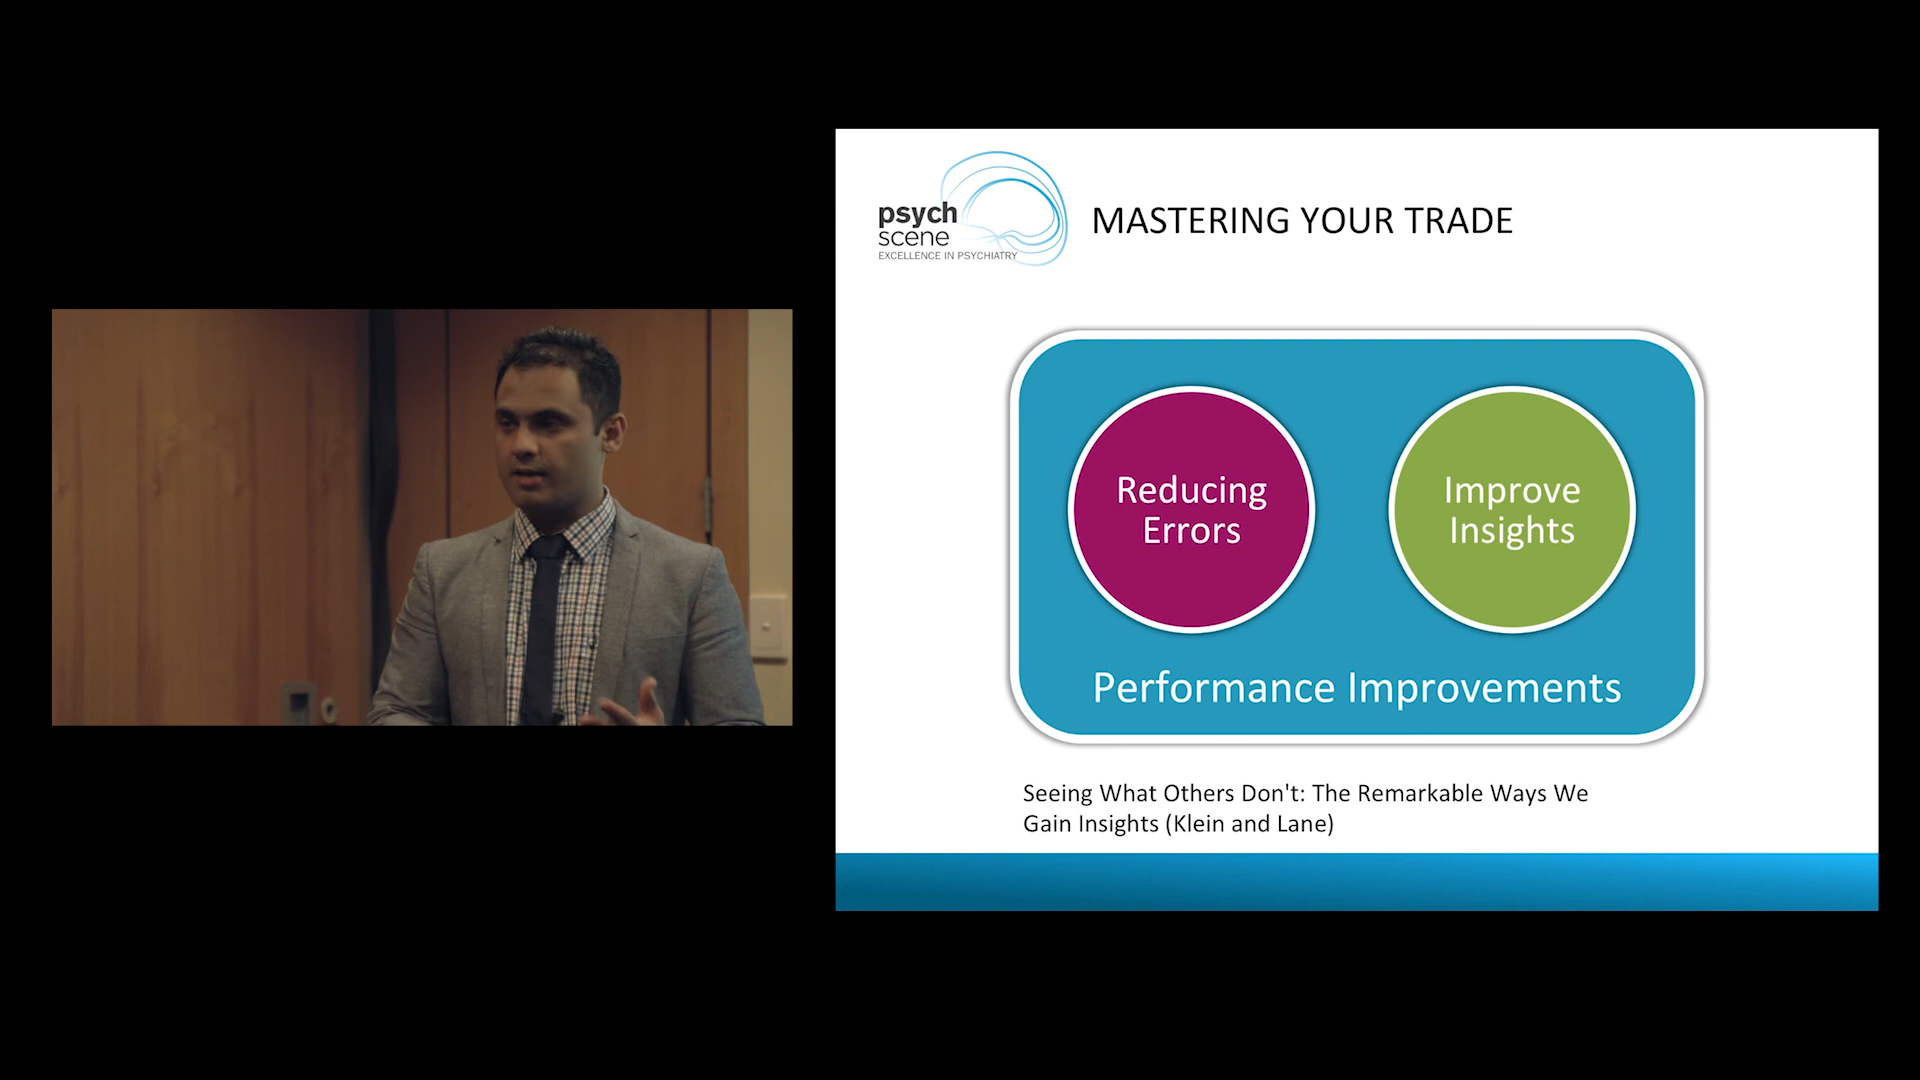 psych
scene
EXCELLENCE IN PSYCHIATRY
MASTERING YOUR TRADE
Reducing
Errors
Improve
Insights
Performance Improvements
Seeing What Others Don't: The Remarkable Ways We
Gain Insights (Klein and Lane)